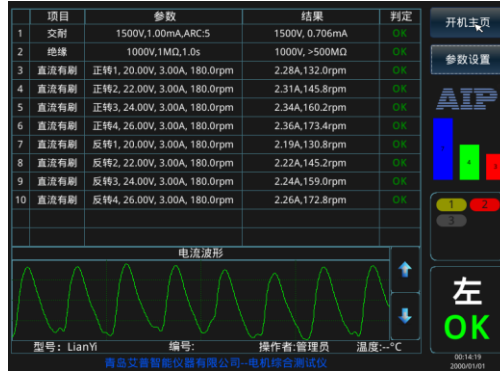 项目 参数 结果 判定
1 交耐 1500V,1.00mA,ARC:5 1500V, 0.706mA OK
2 绝缘 1000V,1MΩ,1.0s 1000V, >500MΩ OK
3 直流有刷 正转1, 20.00V, 3.00A, 180.0rpm 2.28A,132.0rpm OK
4 直流有刷 正转2, 22.00V, 3.00A, 180.0rpm 2.31A,145.8rpm OK
5 直流有刷 正转3, 24.00V, 3.00A, 180.0rpm 2.34A,160.2rpm OK
6 直流有刷 正转4, 26.00V, 3.00A, 180.0rpm 2.36A,173.4rpm OK
7 直流有刷 反转1, 20.00V, 3.00A, 180.0rpm 2.19A,130.8rpm OK
8 直流有刷 反转2, 22.00V, 3.00A, 180.0rpm 2.22A,145.2rpm OK
9 直流有刷 反转3, 24.00V, 3.00A, 180.0rpm 2.24A,159.0rpm OK
10 直流有刷 反转4, 26.00V, 3.00A, 180.0rpm 2.26A,172.8rpm OK
电流波形
型号: LianYi 编号: 操作者:管理员 温度:--°C
青岛艾普智能仪器有限公司--电机综合测试仪
开机主页
参数设置
AIP
1 2
3
左
OK
00:14:19
2000/01/01